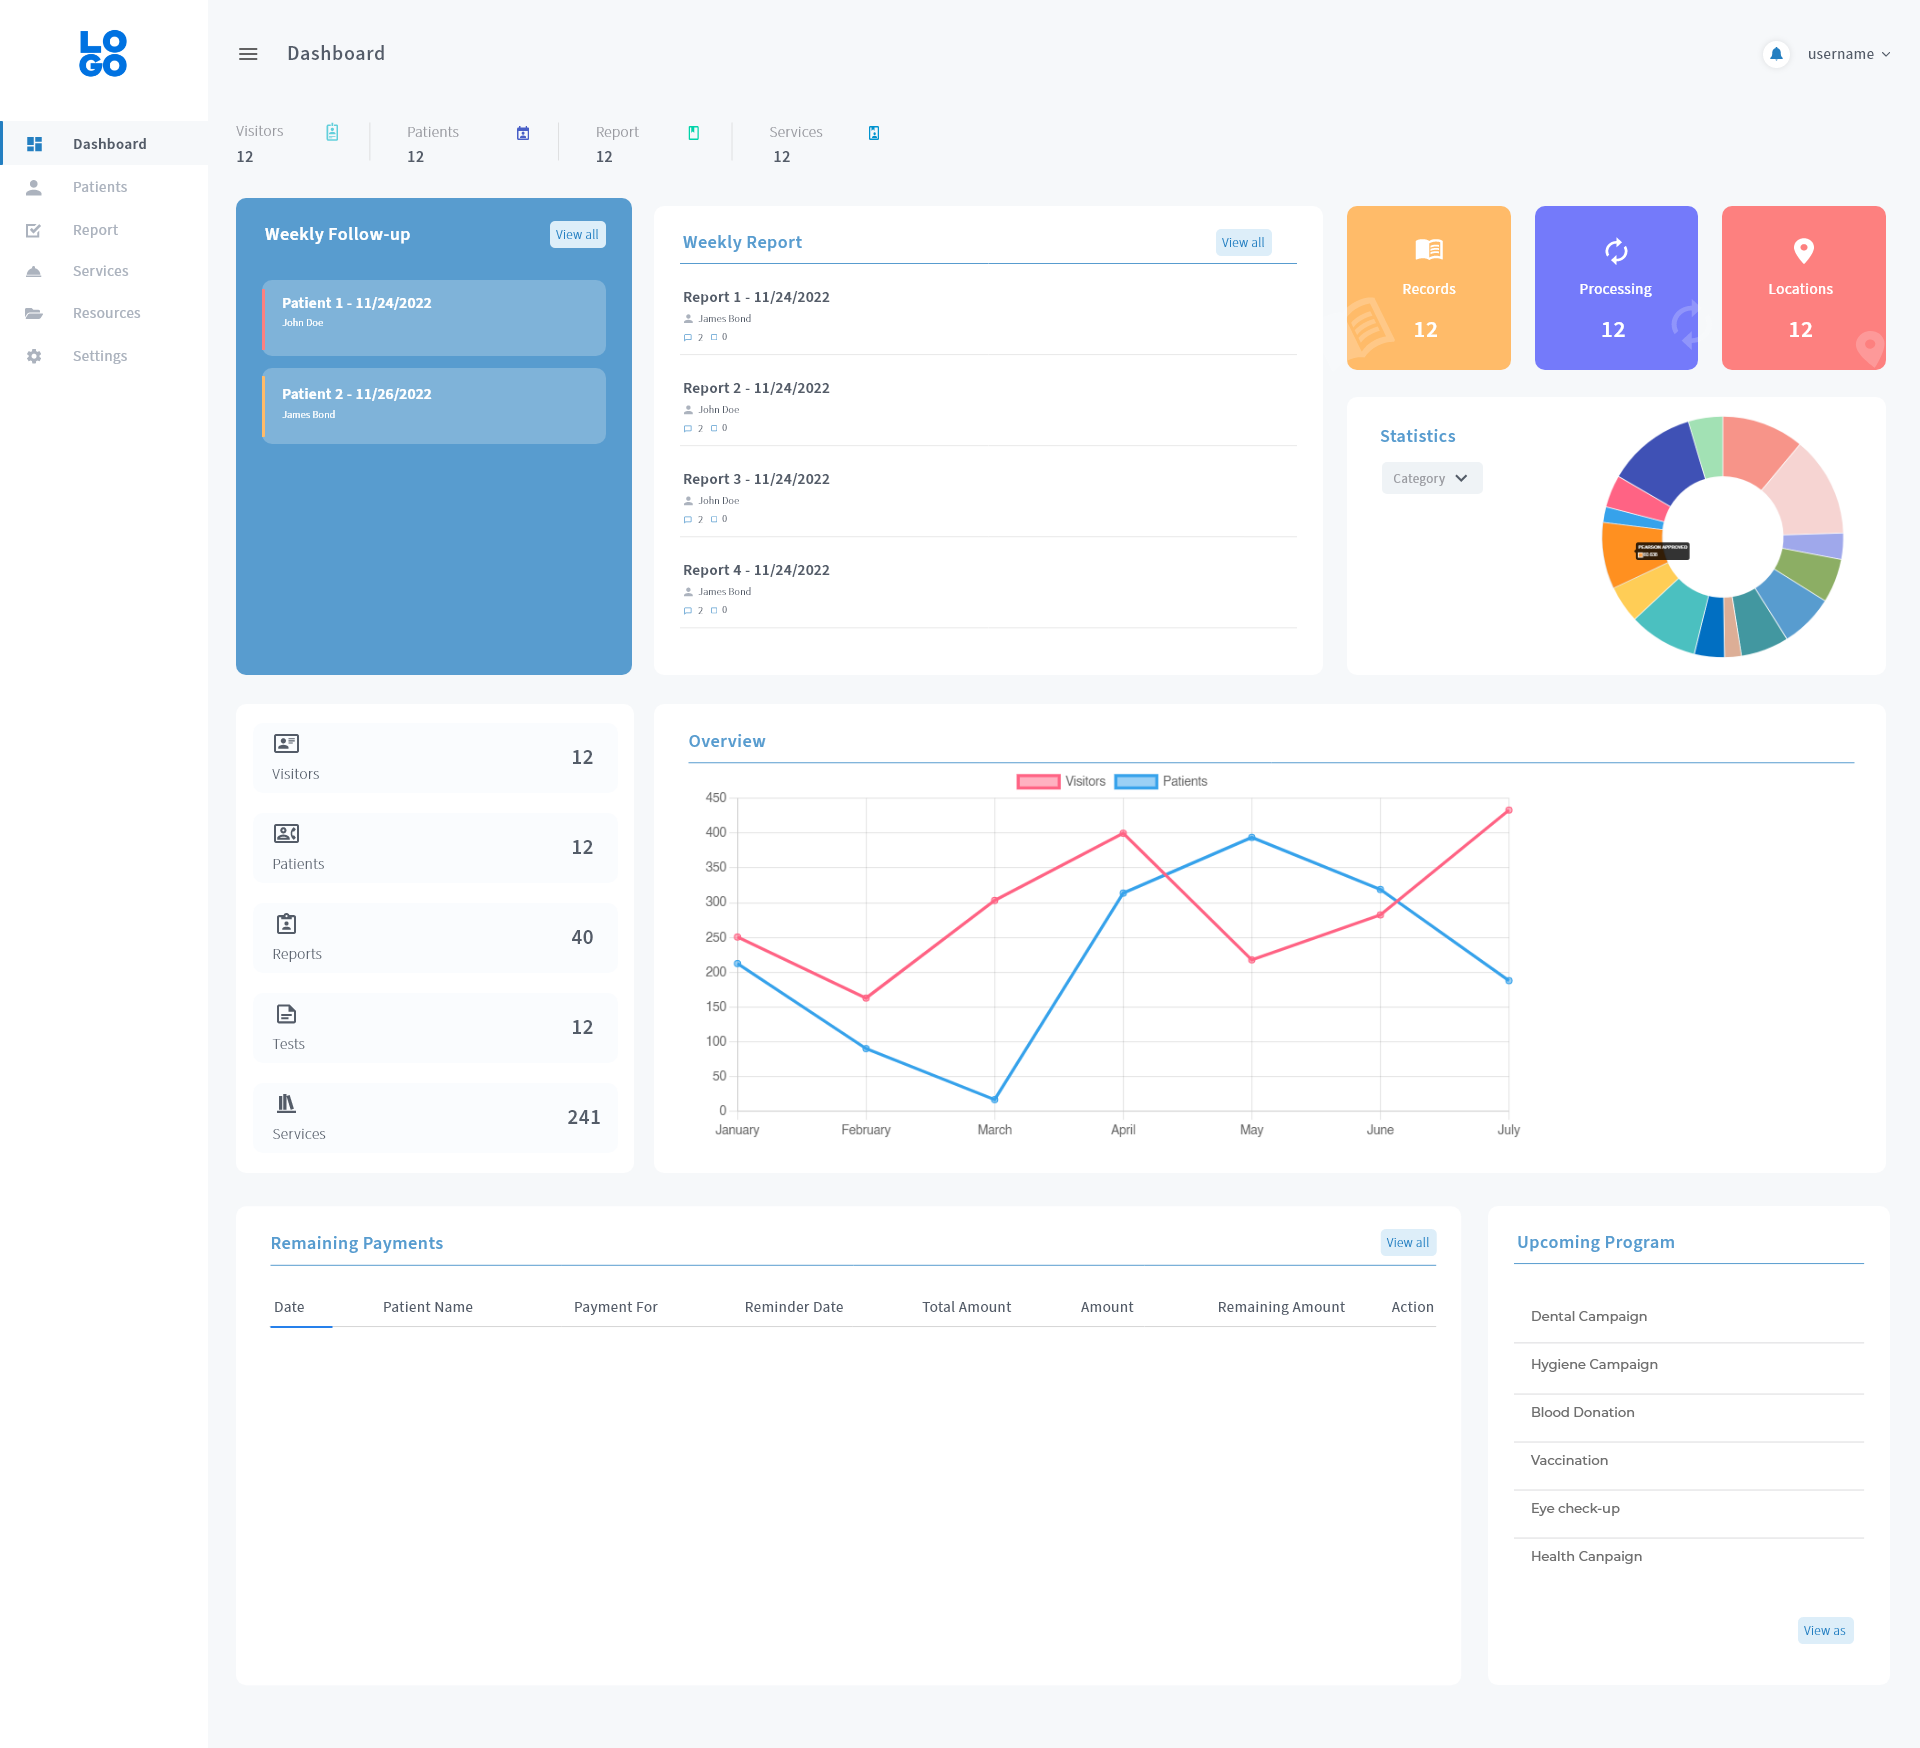 LO
GO
Dashboard
username
Dashboard
Patients
Report
Services
Resources
Settings
Visitors
12
Patients
12
Report
12
Services
12
Weekly Follow-up
View all
Patient 1 - 11/24/2022
John Doe
Patient 2 - 11/26/2022
James Bond
Weekly Report
View all
Report 1 - 11/24/2022
James Bond
2 0
Report 2 - 11/24/2022
John Doe
2 0
Report 3 - 11/24/2022
John Doe
2 0
Report 4 - 11/24/2022
James Bond
2 0
Records
12
Processing
12
Locations
12
Statistics
Category
PEARSON APPROVED
Visitors
12
Patients
12
Reports
40
Tests
12
Services
241
Overview
Visitors Patients
450
400
350
300
250
200
150
100
50
0
January February March April May June July
Remaining Payments
View all
Date Patient Name Payment For Reminder Date Total Amount Amount Remaining Amount Action
Upcoming Program
Dental Campaign
Hygiene Campaign
Blood Donation
Vaccination
Eye check-up
Health Canpaign
View as